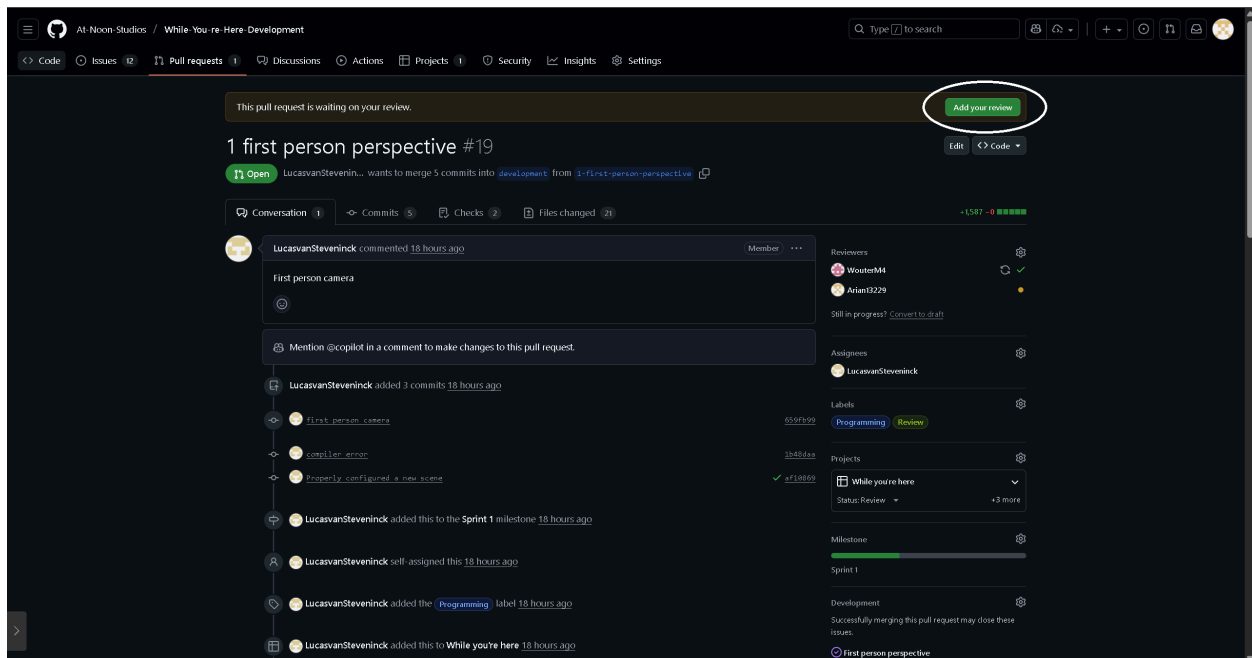 At-Noon-Studios / While-You-re-Here-Development
Type / to search
Code Issues 12 Pull requests 1 Discussions Actions Projects 1 Security Insights Settings
This pull request is waiting on your review.
Add your review
1 first person perspective #19
Edit <> Code
Open LucasvanStevenin... wants to merge 5 commits into development from 1-first-person-perspective
Conversation 1 Commits 5 Checks 2 Files changed 21
+1,587 −0
LucasvanSteveninck commented 18 hours ago
Member ...
First person camera
Mention @copilot in a comment to make changes to this pull request.
LucasvanSteveninck added 3 commits 18 hours ago
first person camera 659fb99
compiler error 1b48daa
Properly configured a new scene af10869
LucasvanSteveninck added this to the Sprint 1 milestone 18 hours ago
LucasvanSteveninck self-assigned this 18 hours ago
LucasvanSteveninck added the Programming label 18 hours ago
LucasvanSteveninck added this to While you're here 18 hours ago
Reviewers
WouterM4
Arian13229
Still in progress? Convert to draft
Assignees
LucasvanSteveninck
Labels
Programming Review
Projects
While you're here
Status: Review +3 more
Milestone
Sprint 1
Development
Successfully merging this pull request may close these
issues.
First person perspective